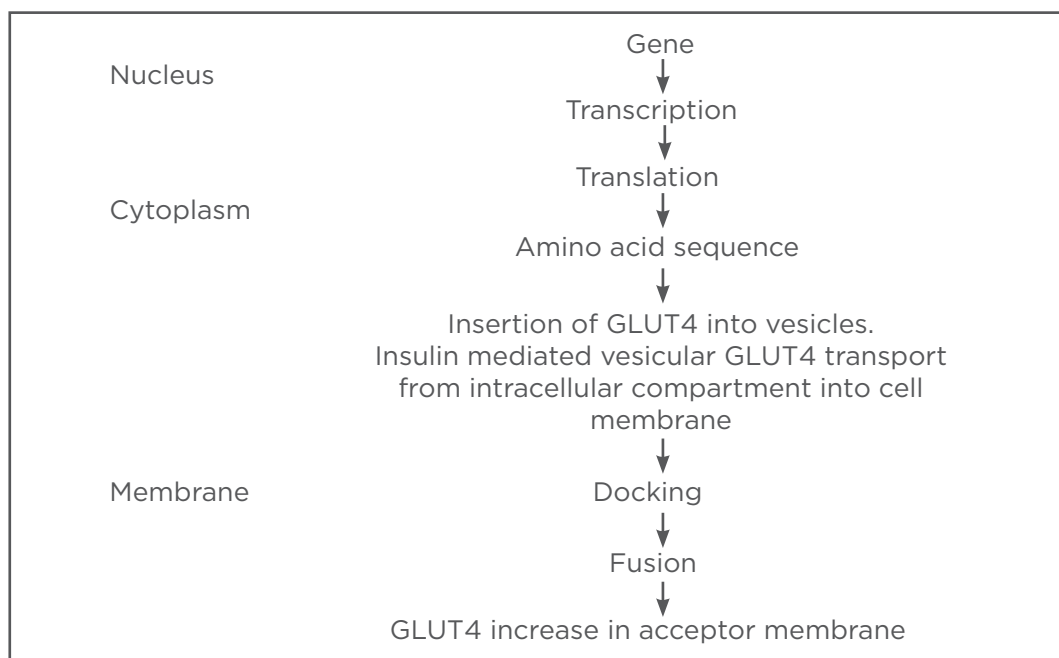 Gene
Nucleus
Transcription
Translation
Cytoplasm
Amino acid sequence
Insertion of GLUT4 into vesicles.
Insulin mediated vesicular GLUT4 transport
from intracellular compartment into cell
membrane
Membrane
Docking
Fusion
GLUT4 increase in acceptor membrane